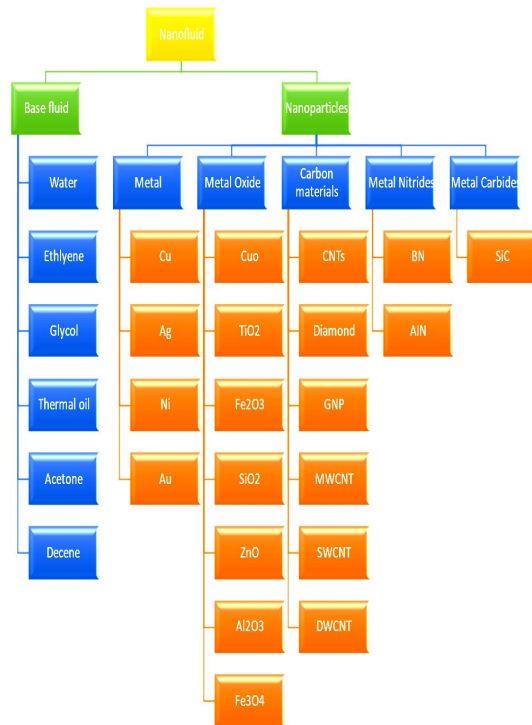 Nanofluid
Base fluid
Nanoparticles
Water
Metal
Metal Oxide
Carbon
materials
Metal Nitrides
Metal Carbides
Ethlyene
Cu
Cuo
CNTs
BN
SiC
Glycol
Ag
TiO2
Diamond
AlN
Thermal oil
Ni
Fe2O3
GNP
Acetone
Au
SiO2
MWCNT
Decene
ZnO
SWCNT
Al2O3
DWCNT
Fe3O4